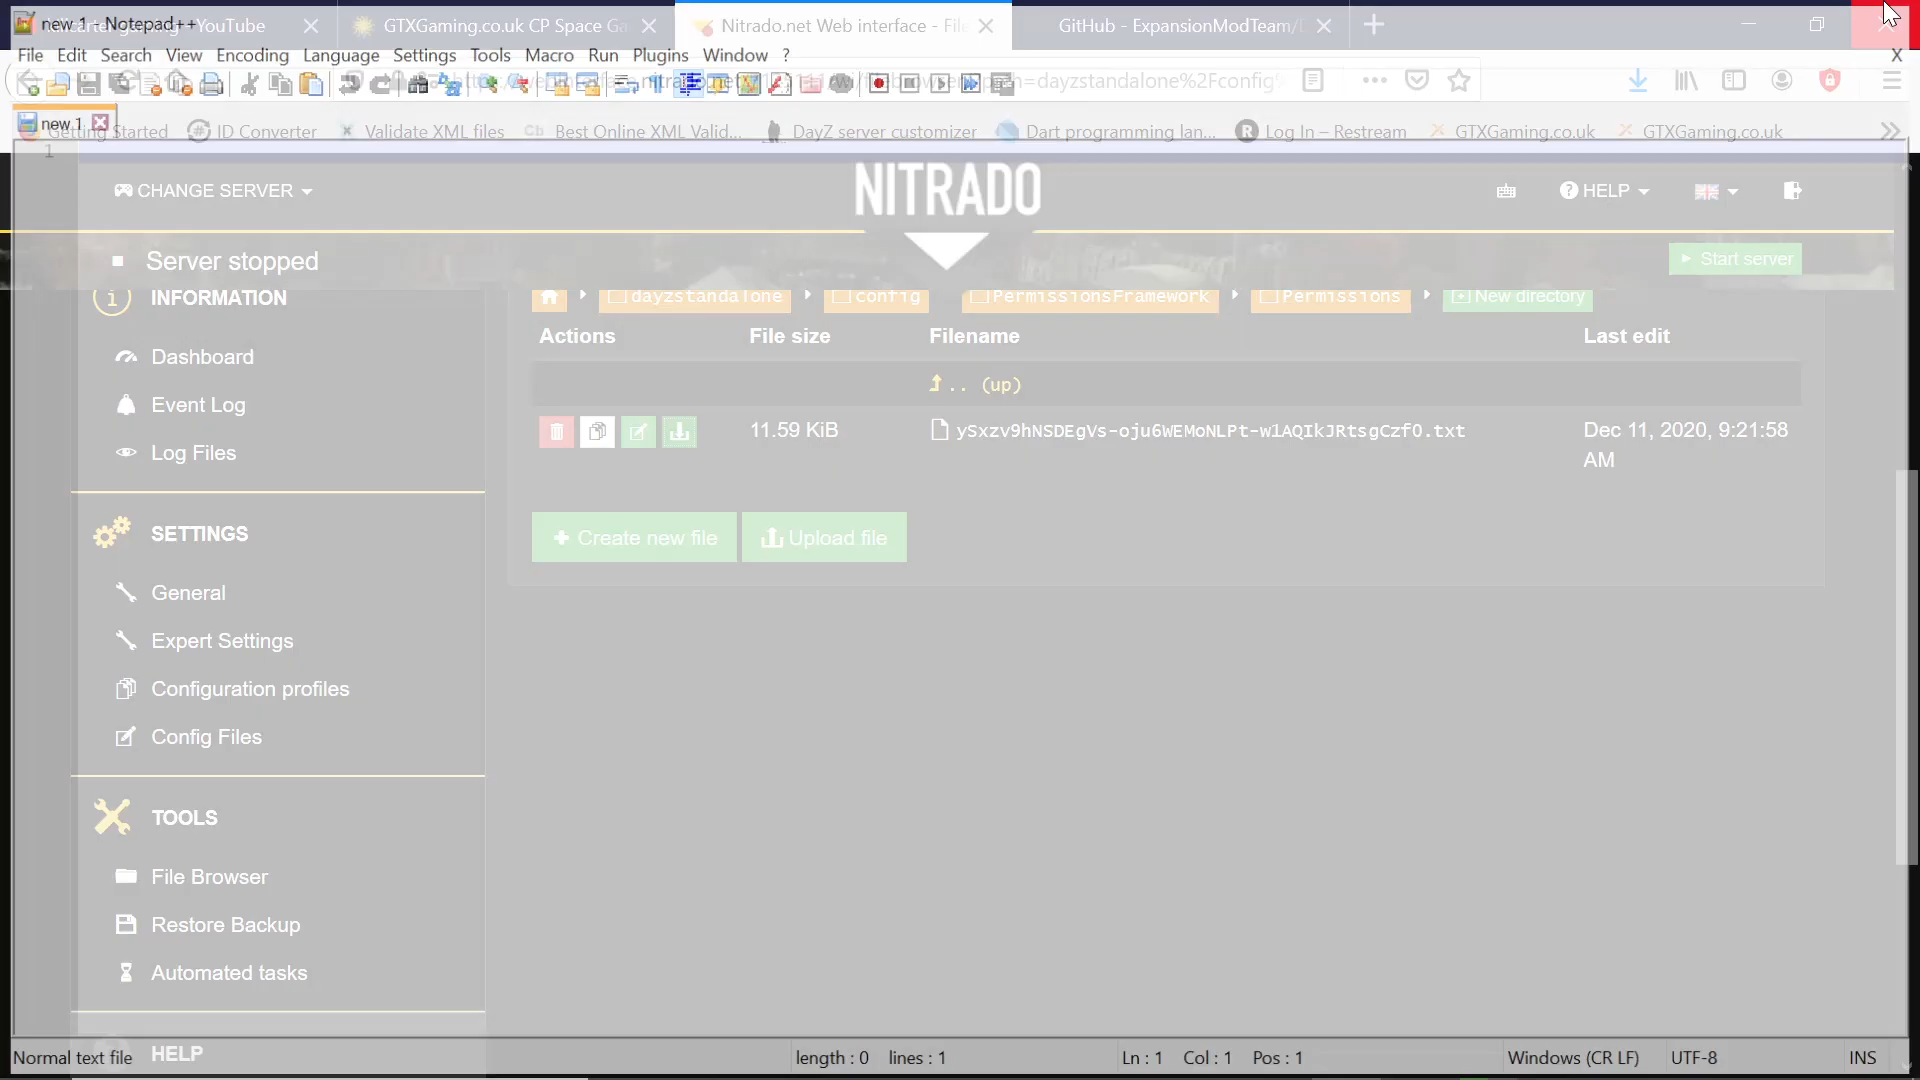 new 1 - Notepad++
YouTube
GTXGaming.co.uk CP Space Ga
Nitrado.net Web interface - File
GitHub - ExpansionModTeam/D
File Edit Search View Encoding Language Settings Tools Macro Run Plugins Window ?
X
=dayzstandalone%2Fconfig%
new 1
Getting Started
ID Converter
Validate XML files
Best Online XML Valid...
DayZ server customizer
Dart programming lan...
Log In – Restream
GTXGaming.co.uk
GTXGaming.co.uk
1
CHANGE SERVER
NITRADO
HELP
Server stopped
Start server
INFORMATION
dayzstandalone
config
PermissionsFramework
Permissions
New directory
Actions
File size
Filename
Last edit
Dashboard
.. (up)
Event Log
11.59 KiB
ySxzv9hNSDEgVs-oju6WEMoNLPt-w1AQIkJRtsgCzf0.txt
Dec 11, 2020, 9:21:58
AM
Log Files
SETTINGS
Create new file
Upload file
General
Expert Settings
Configuration profiles
Config Files
TOOLS
File Browser
Restore Backup
Automated tasks
HELP
Normal text file
length : 0 lines : 1
Ln : 1 Col : 1 Pos : 1
Windows (CR LF)
UTF-8
INS